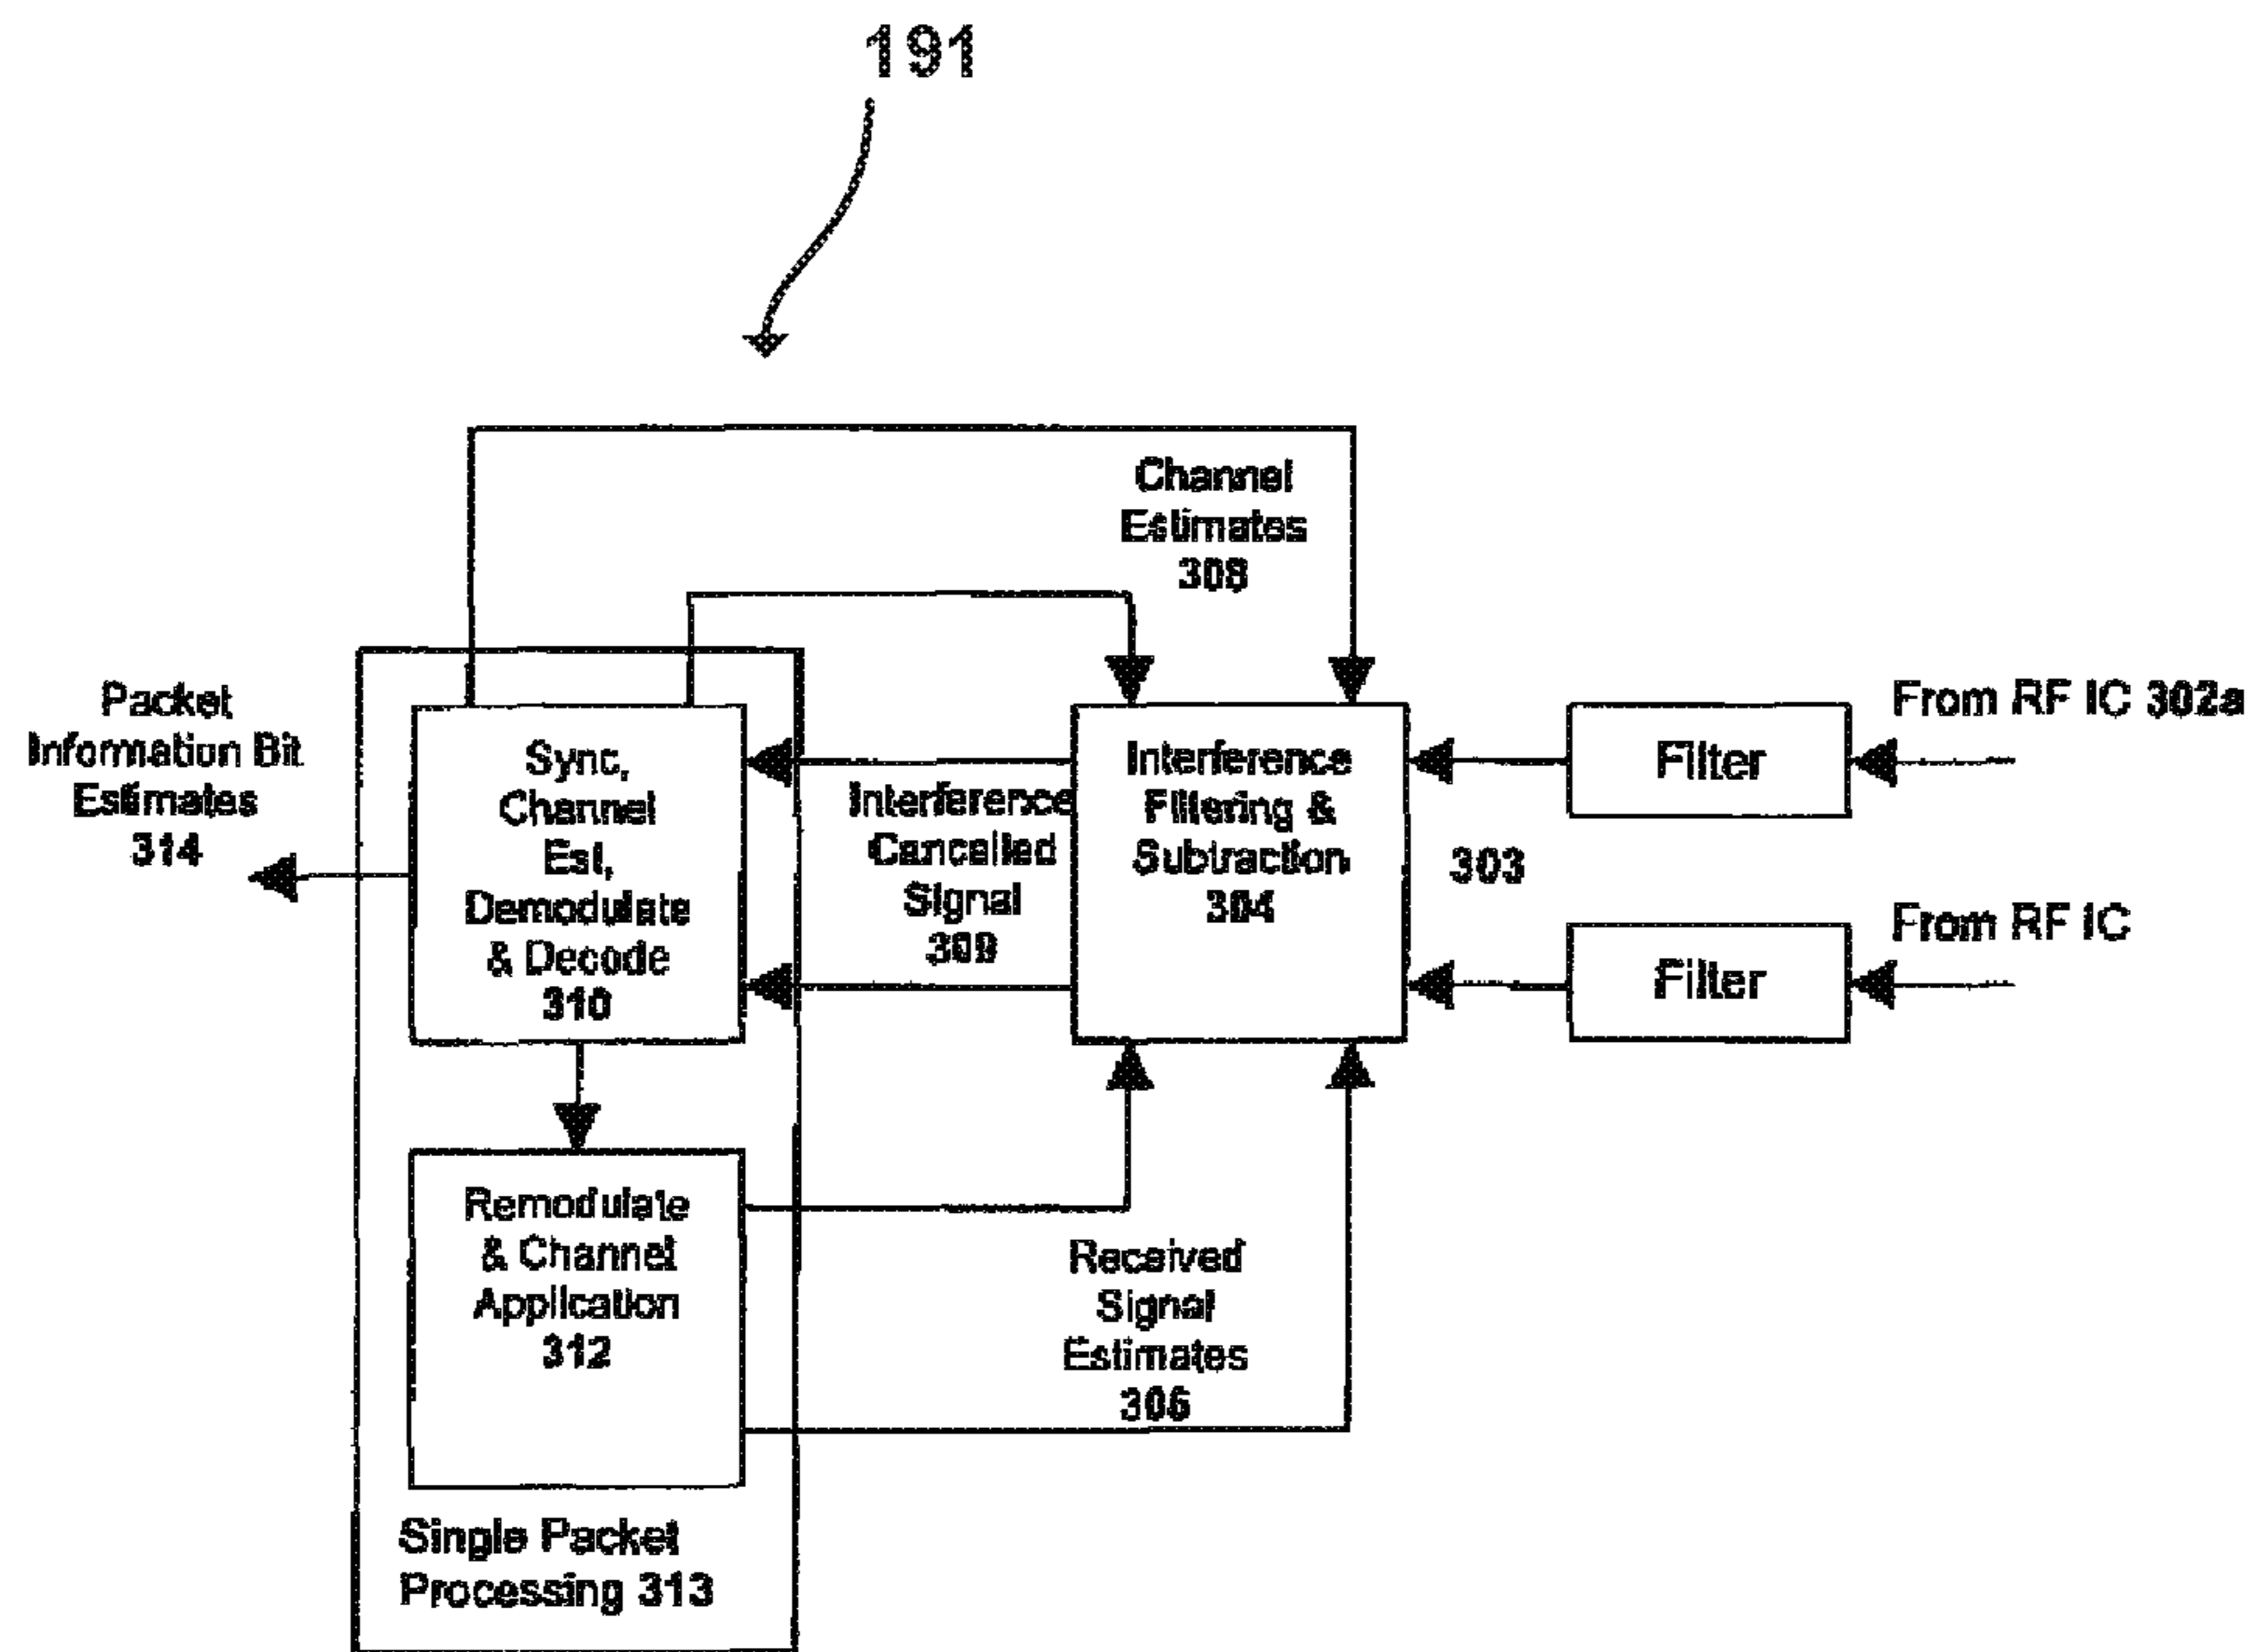 191
Channel
Estimates
308
Packet
Information Bit
Estimates
314
Sync,
Channel
Est,
Demodulate
& Decode
310
Interference
Cancelled
Signal
309
Interference
Filtering &
Subtraction
304
303
Filter
From RF IC 302a
Filter
From RF IC
Remodulate
& Channel
Application
312
Received
Signal
Estimates
306
Single Packet
Processing 313